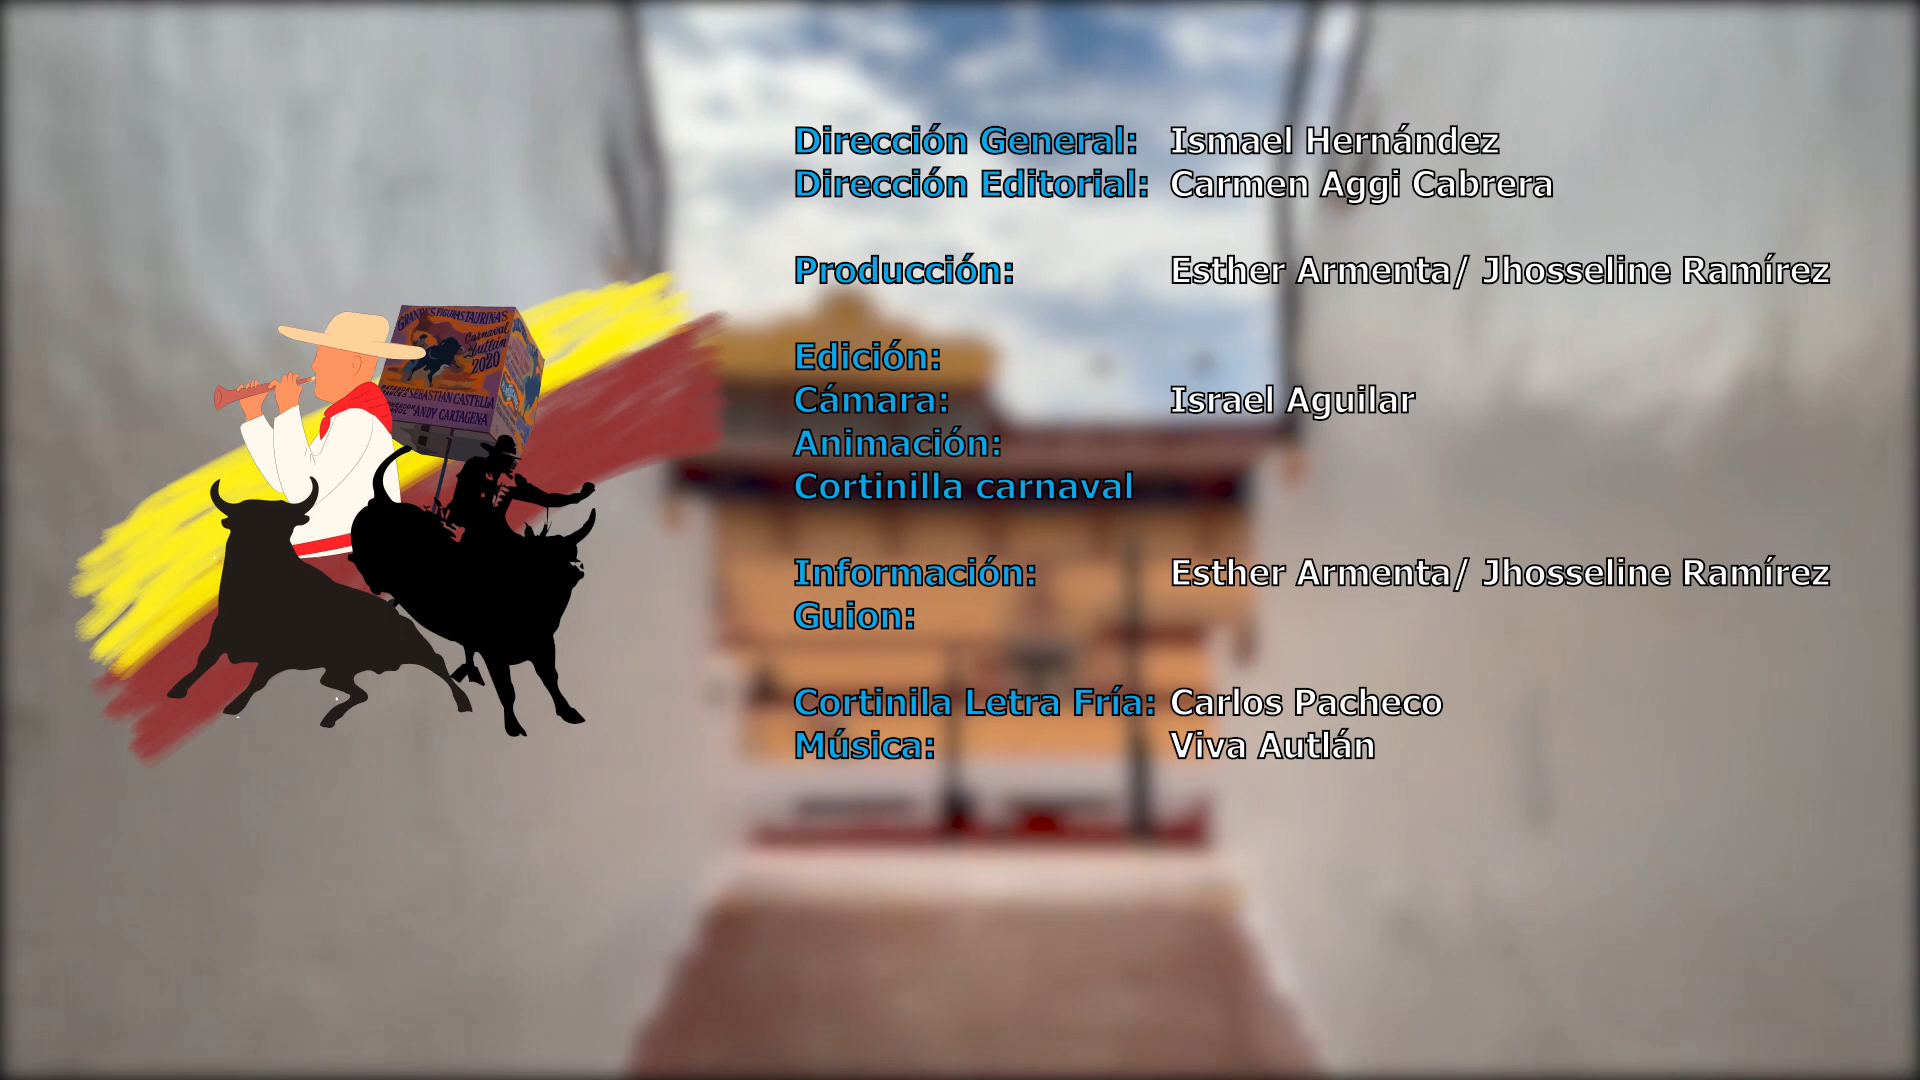 Dirección General: Ismael Hernández
Dirección Editorial: Carmen Aggi Cabrera
Producción: Esther Armenta/ Jhosseline Ramírez
Edición:
Cámara: Israel Aguilar
Animación:
Cortinilla carnaval
Información: Esther Armenta/ Jhosseline Ramírez
Guion:
Cortinila Letra Fría: Carlos Pacheco
Música: Viva Autlán
GRANDES FIGURAS TAURINAS
Carnaval
Autlán
2020
SEBASTIAN CASTELLA
ANDY CARTAGENA